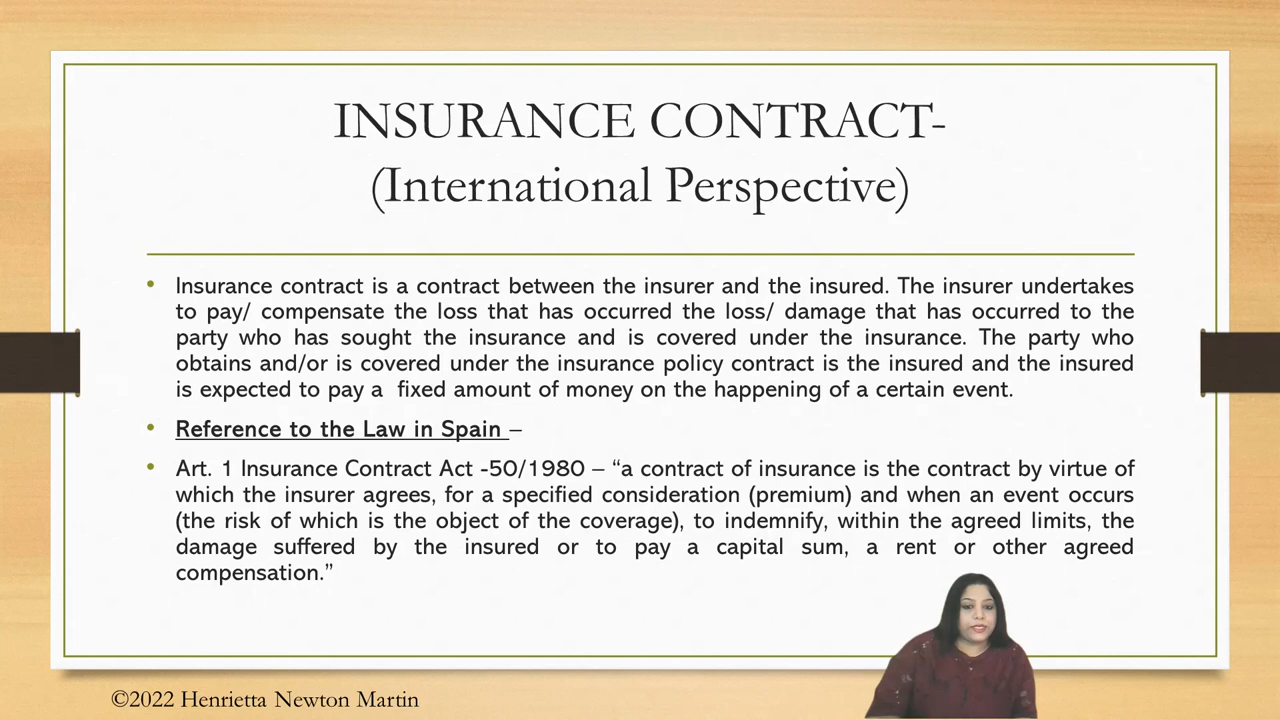 INSURANCE CONTRACT-
(International Perspective)
• Insurance contract is a contract between the insurer and the insured. The insurer undertakes
to pay/ compensate the loss that has occurred the loss/ damage that has occurred to the
party who has sought the insurance and is covered under the insurance. The party who
obtains and/or is covered under the insurance policy contract is the insured and the insured
is expected to pay a  fixed amount of money on the happening of a certain event.
• Reference to the Law in Spain –
• Art. 1 Insurance Contract Act -50/1980 – “a contract of insurance is the contract by virtue of
which the insurer agrees, for a specified consideration (premium) and when an event occurs
(the risk of which is the object of the coverage), to indemnify, within the agreed limits, the
damage suffered by the insured or to pay a capital sum, a rent or other agreed
compensation.”
©2022 Henrietta Newton Martin